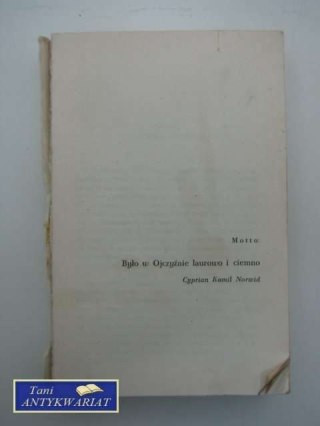 Motto
Było w Ojczyźnie laurowo i ciemno
Cyprian Kamil Norwid
Tani
ANTYKWARIAT